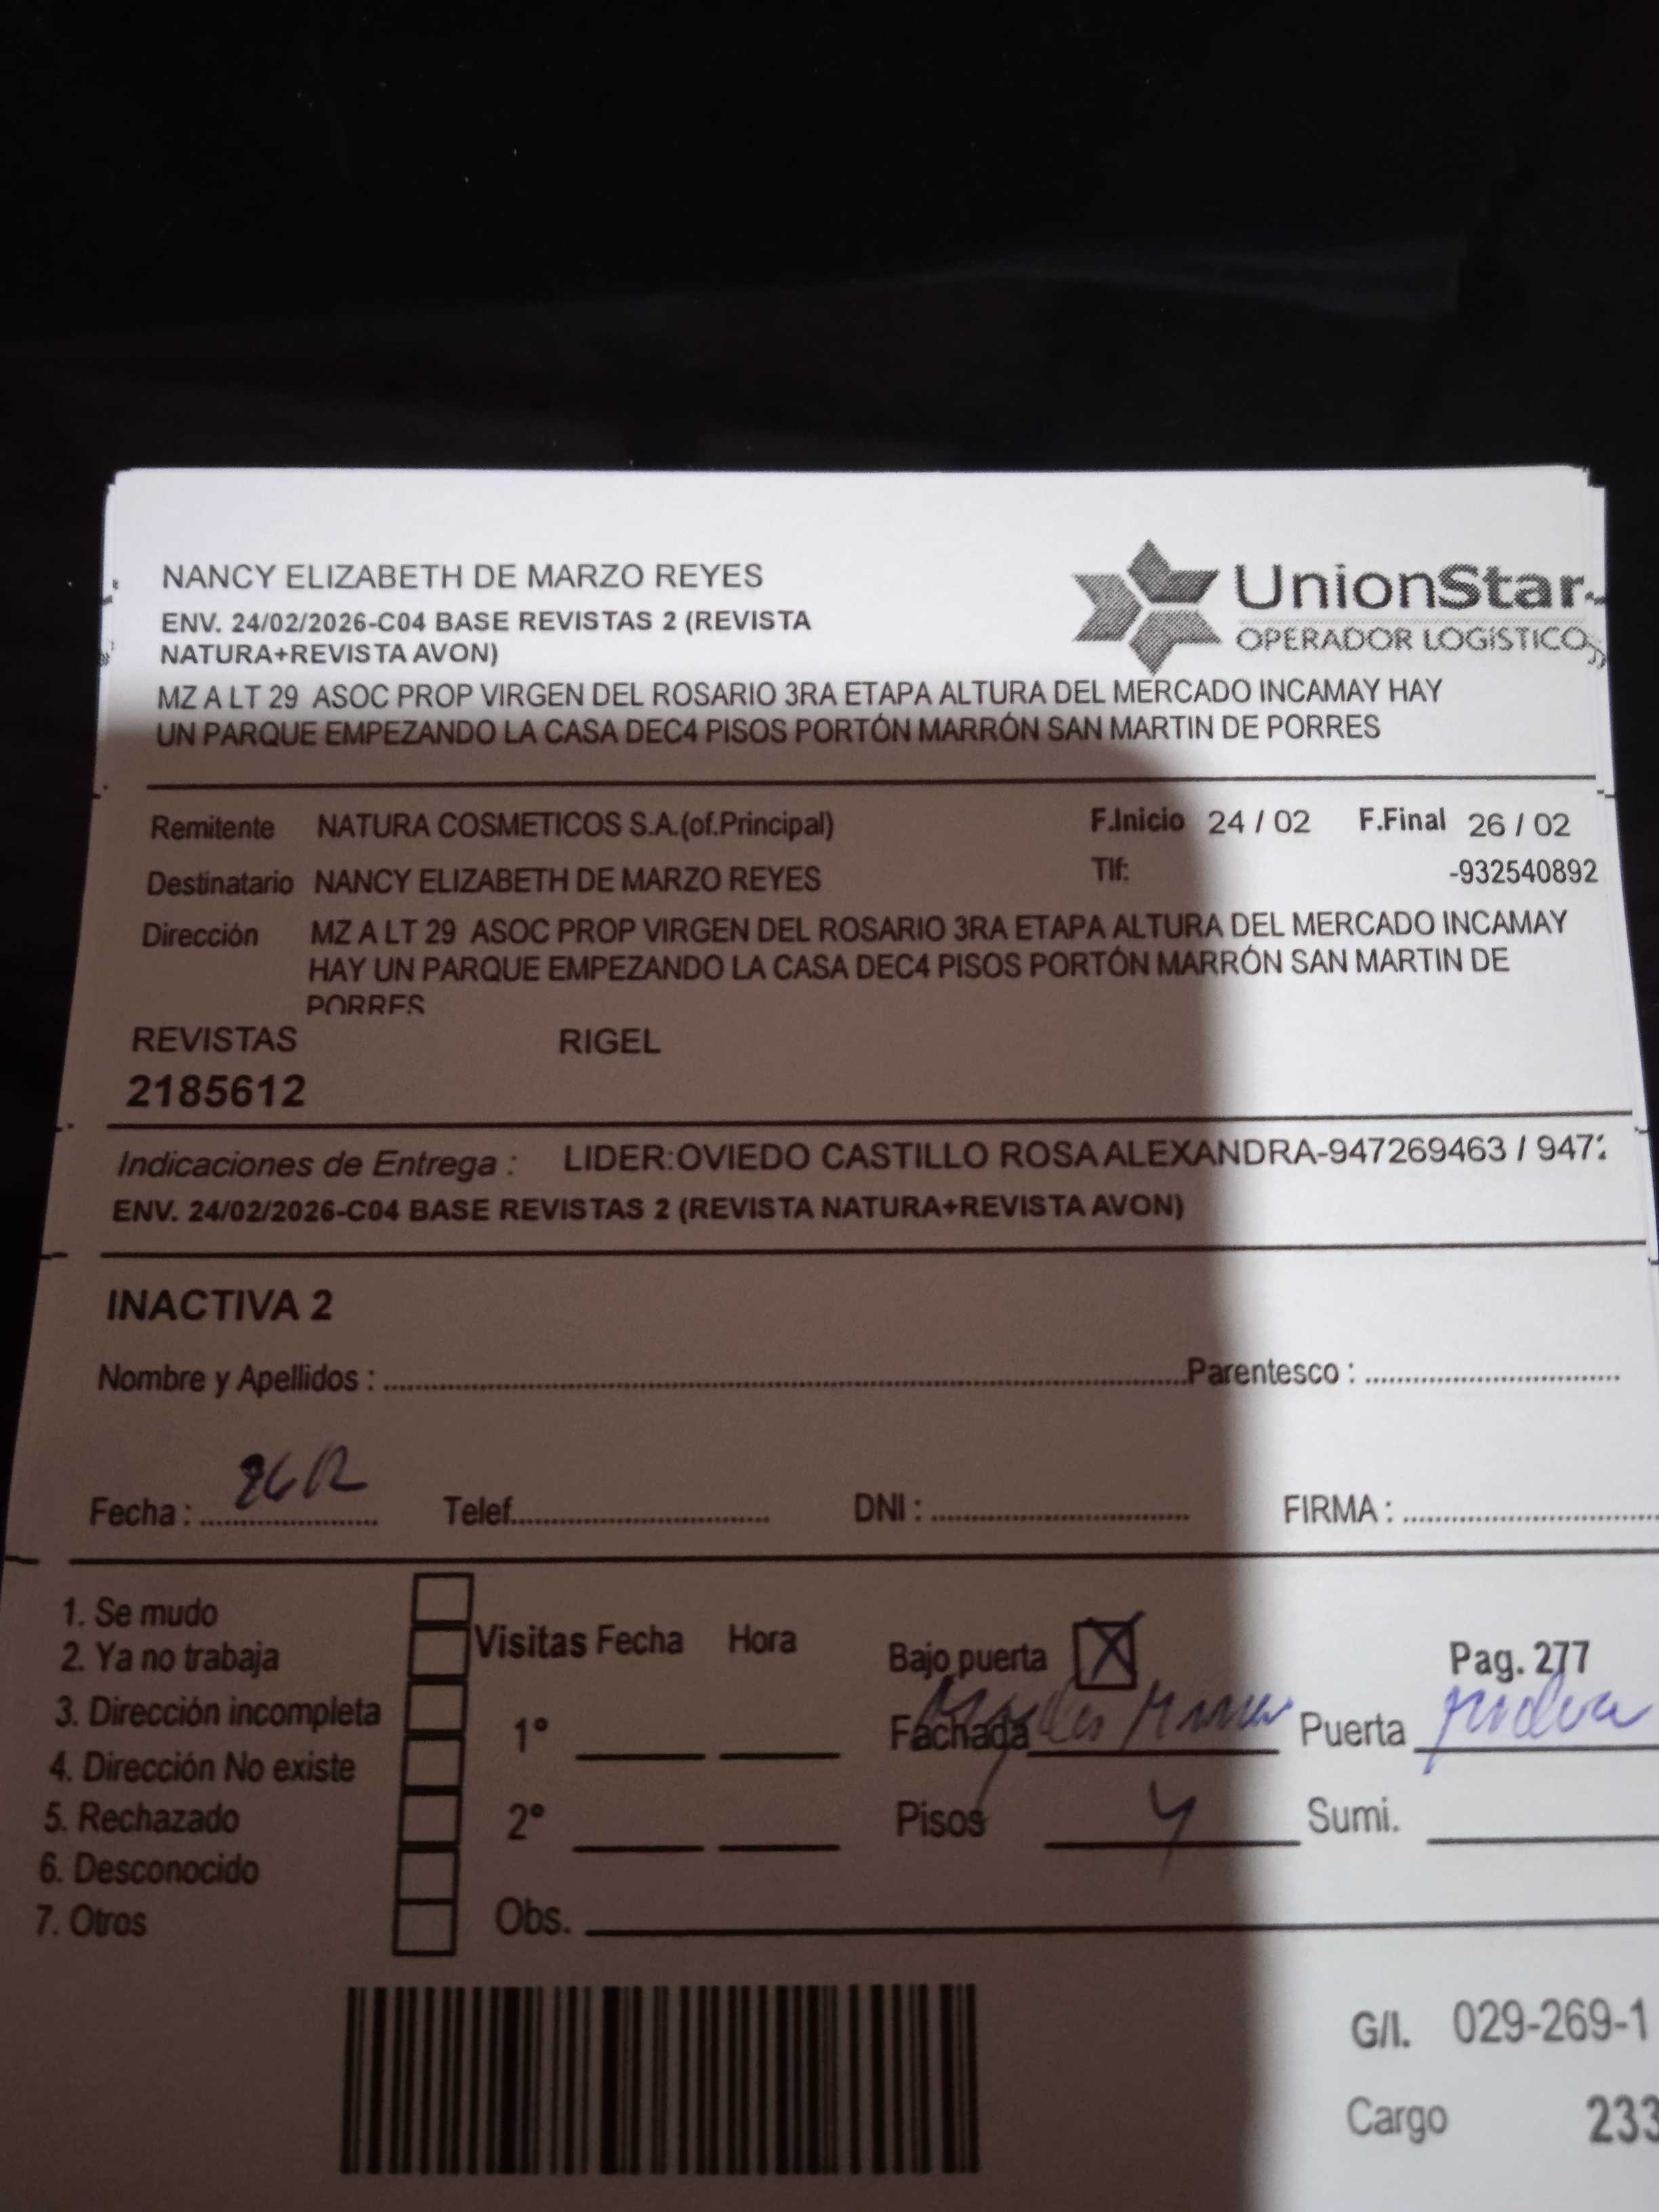 NANCY ELIZABETH DE MARZO REYES
ENV. 24/02/2026-C04 BASE REVISTAS 2 (REVISTA
NATURA+REVISTA AVON)
UnionStar
OPERADOR LOGÍSTICO
MZ A LT 29 ASOC PROP VIRGEN DEL ROSARIO 3RA ETAPA ALTURA DEL MERCADO INCAMAY HAY
UN PARQUE EMPEZANDO LA CASA DEC4 PISOS PORTÓN MARRÓN SAN MARTIN DE PORRES
Remitente NATURA COSMETICOS S.A.(of.Principal) F.Inicio 24 / 02 F.Final 26 / 02
Destinatario NANCY ELIZABETH DE MARZO REYES Tlf: -932540892
Dirección MZ A LT 29 ASOC PROP VIRGEN DEL ROSARIO 3RA ETAPA ALTURA DEL MERCADO INCAMAY
HAY UN PARQUE EMPEZANDO LA CASA DEC4 PISOS PORTÓN MARRÓN SAN MARTIN DE
PORRES
REVISTAS RIGEL
2185612
Indicaciones de Entrega : LIDER:OVIEDO CASTILLO ROSA ALEXANDRA-947269463 / 947
ENV. 24/02/2026-C04 BASE REVISTAS 2 (REVISTA NATURA+REVISTA AVON)
INACTIVA 2
Nombre y Apellidos : Parentesco :
Fecha : Telef. DNI : FIRMA :
1. Se mudo
2. Ya no trabaja
3. Dirección incompleta
4. Dirección No existe
5. Rechazado
6. Desconocido
7. Otros
Visitas Fecha Hora
1°
2°
Obs.
Bajo puerta X Pag. 277
Fachada Puerta
Pisos 4 Sumi.
G/I. 029-269-1
Cargo 233